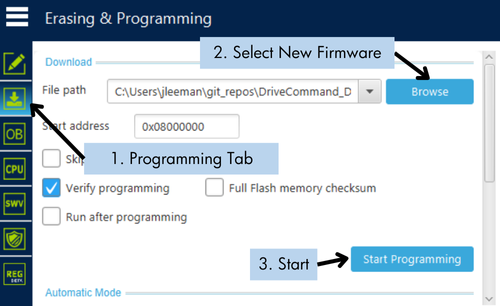 Erasing & Programming
Download
2. Select New Firmware
File path
C:\Users\jleeman\git_repos\DriveCommand_D
Browse
Start address
0x08000000
OB
1. Programming Tab
CPU
Verify programming
Full Flash memory checksum
SWV
Run after programming
3. Start
Start Programming
REG
Automatic Mode